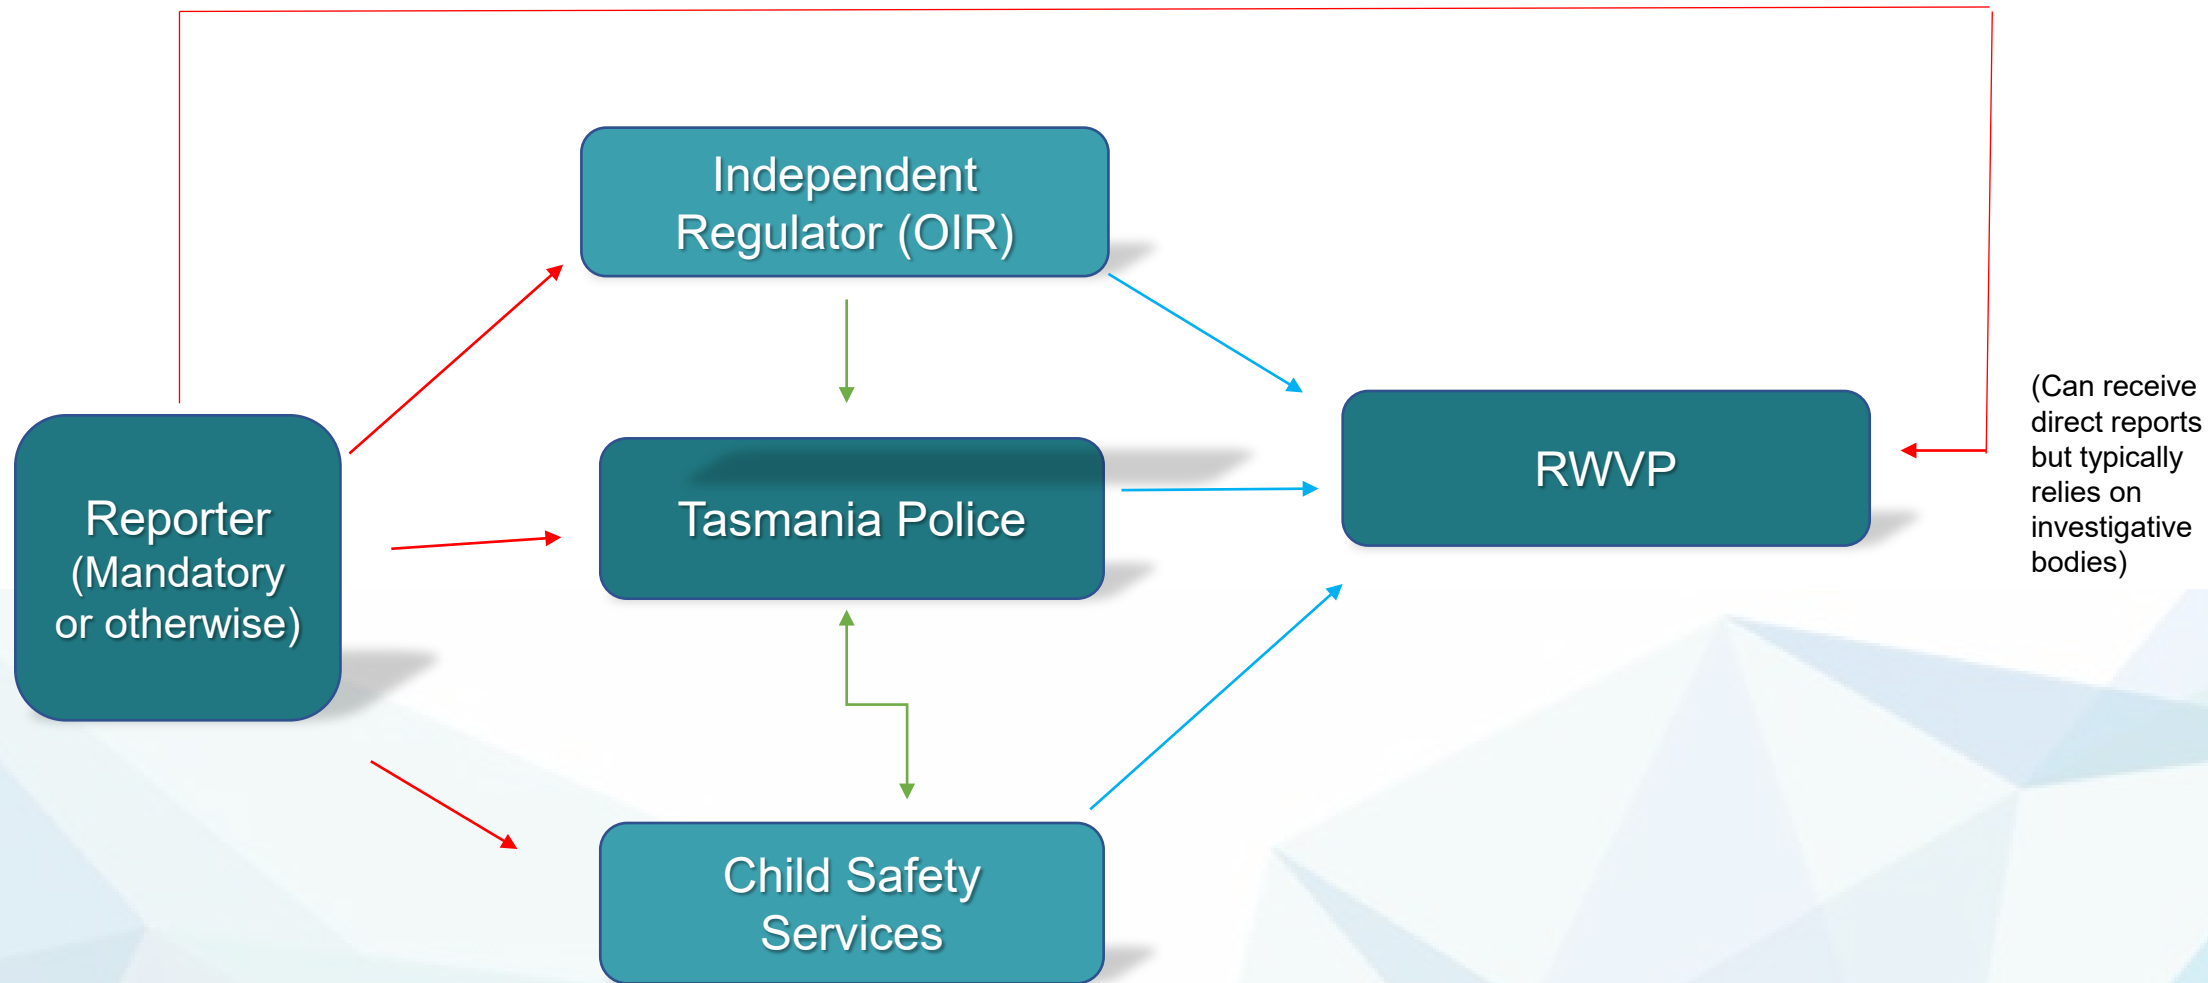 Independent
Regulator (OIR)
Reporter
(Mandatory
or otherwise)
Tasmania Police
RWVP
(Can receive
direct reports
but typically
relies on
investigative
bodies)
Child Safety
Services